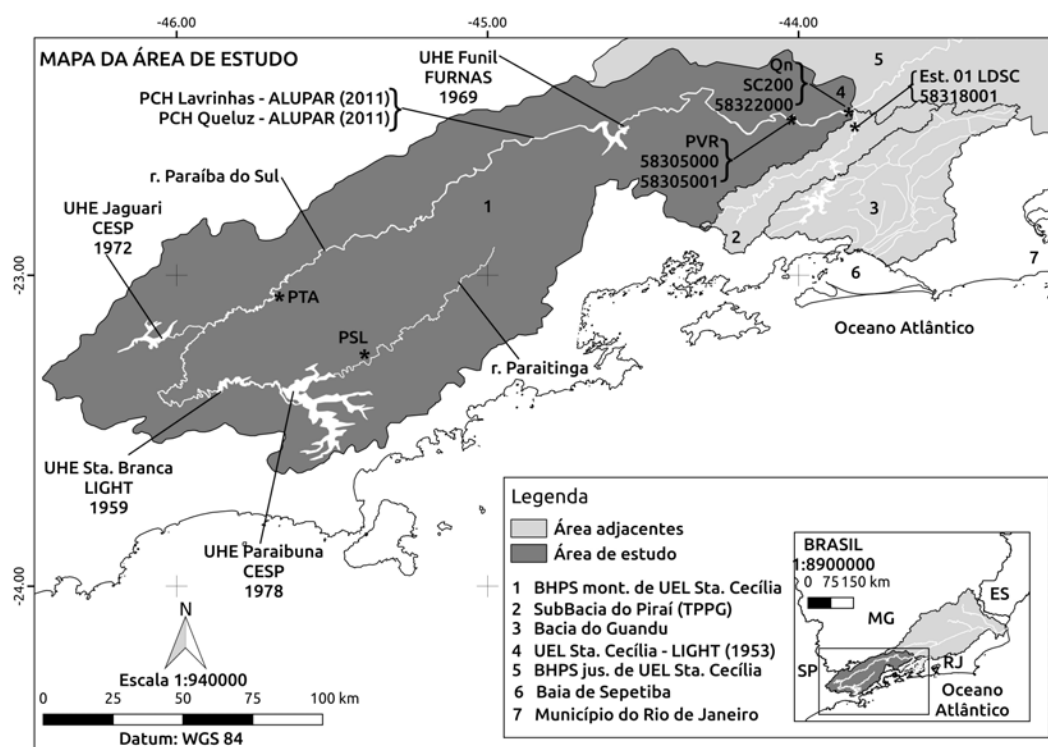 -46.00
-45.00
-44.00
MAPA DA ÁREA DE ESTUDO
UHE Funil
FURNAS
1969
PCH Lavrinhas - ALUPAR (2011)
PCH Queluz - ALUPAR (2011)
Qn
SC200
58322000
4
5
Est. 01 LDSC
58318001
PVR
58305000
58305001
r. Paraíba do Sul
UHE Jaguari
CESP
1972
1
2
3
6
7
-23.00
PTA
PSL
r. Paraitinga
Oceano Atlântico
UHE Sta. Branca
LIGHT
1959
UHE Paraibuna
CESP
1978
-24.00
N
Escala 1:940000
0 25 50 75 100 km
Datum: WGS 84
Legenda
Área adjacentes
Área de estudo
1 BHPS mont. de UEL Sta. Cecília
2 SubBacia do Piraí (TPPG)
3 Bacia do Guandu
4 UEL Sta. Cecília - LIGHT (1953)
5 BHPS jus. de UEL Sta. Cecília
6 Baia de Sepetiba
7 Município do Rio de Janeiro
BRASIL
1:8900000
0 75 150 km
MG
ES
SP
RJ
Oceano
Atlântico